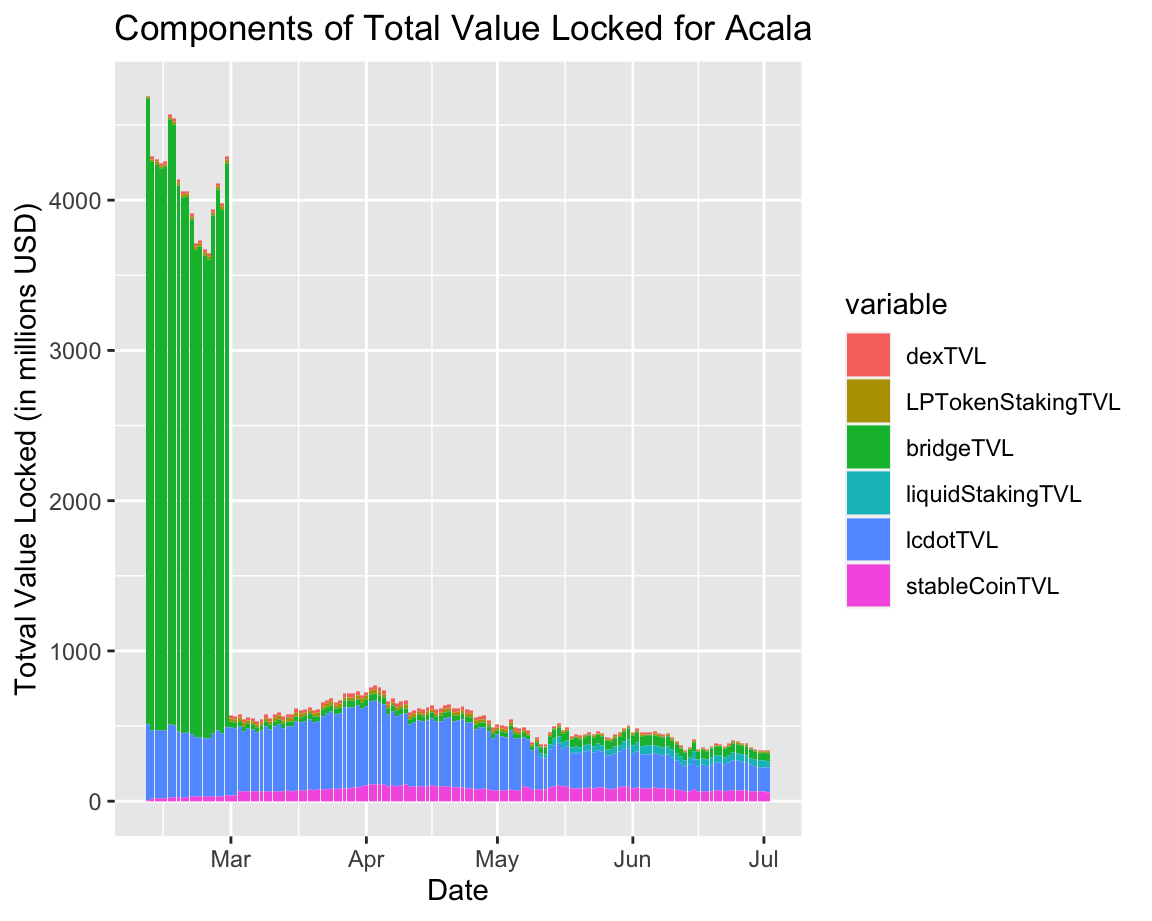 Components of Total Value Locked for Acala
Totval Value Locked (in millions USD)
4000
3000
2000
1000
0
Mar
Apr
May
Jun
Jul
Date
variable
dexTVL
LPTokenStakingTVL
bridgeTVL
liquidStakingTVL
lcdotTVL
stableCoinTVL